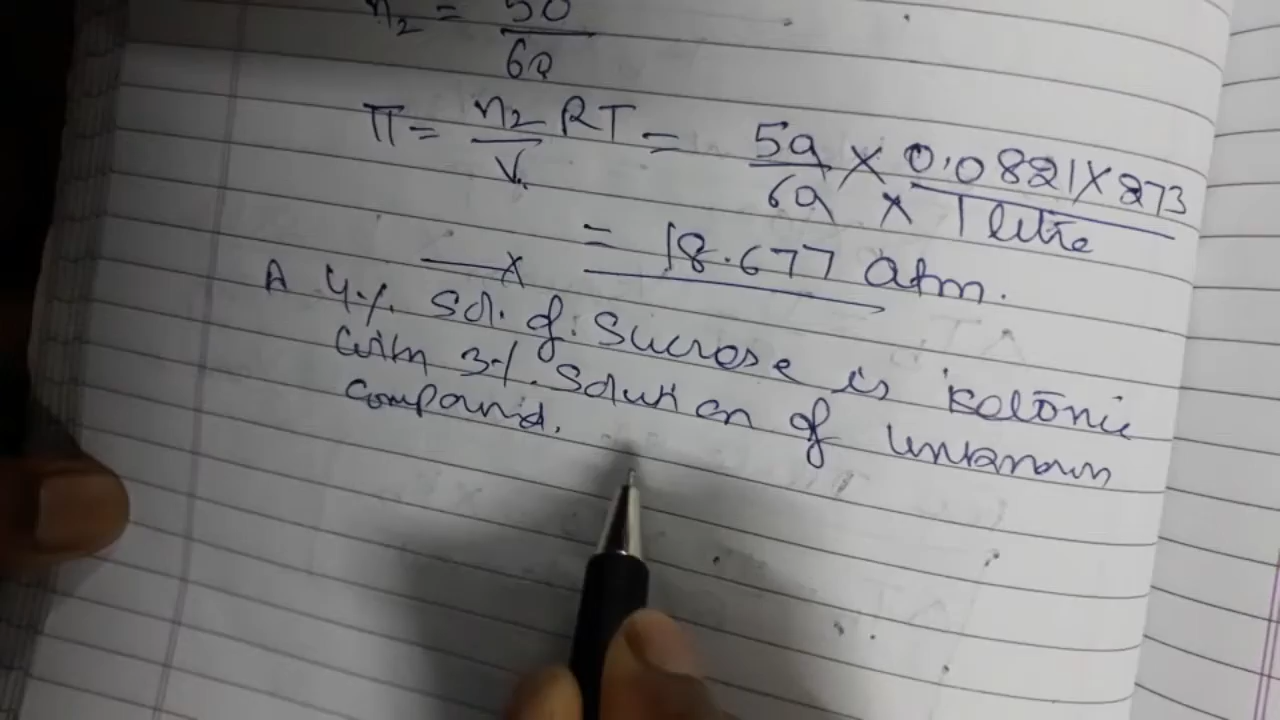 n₂ = 50
60
π = n₂ RT = 50 × 0.0821 × 273
V 60 × 1 litre
= 18.677 atm.
—x
A 4% sol. of. Sucrose is isotonic
with 3%. Solution of unknown
compound.